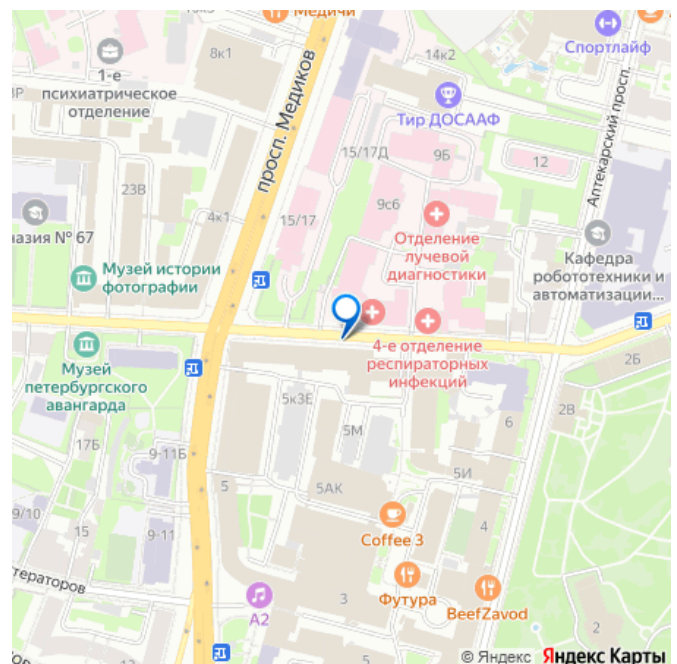 Медичи
8к1
14к2
Спортлайф
1-е
психиатрическое
отделение
просп. Медиков
Тир ДОСААФ
Аптекарский просп.
15/17Д
9Б
12
23В
4к1
15/17
9с6
Отделение
лучевой
диагностики
Кафедра
робототехники и
автоматизации...
назия № 67
Музей истории
фотографии
4-е отделение
респираторных
инфекций
2Б
Музей
петербургского
авангарда
5к3Е
5М
6
2В
17Б
9-11Б
5
5АК
5И
9/10
15
9-11
Coffee 3
4
тераторов
А2
3
Футура
BeefZavod
2
© Яндекс Яндекс Карты